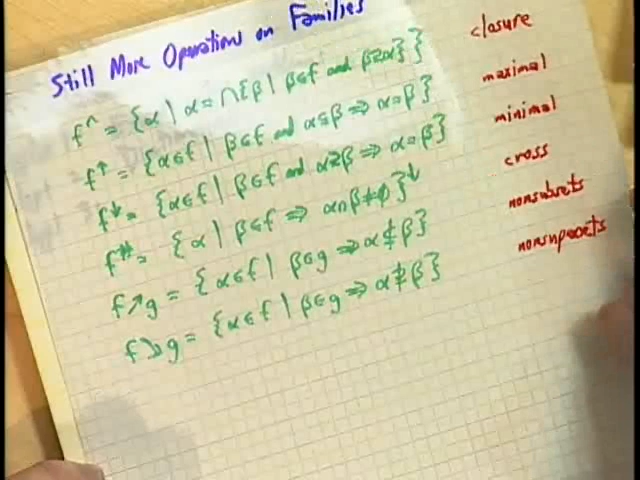 Still More Operations on Families
f^∩ = {α | α = ∩{β | β∈f and β⊇α}} closure
f^↑ = {α∈f | β∈f and α⊆β ⇒ α=β} maximal
f^↓ = {α∈f | β∈f and α⊇β ⇒ α=β} minimal
f^# = {α | β∈f ⇒ α∩β≠∅}^↓ cross
f↗g = {α∈f | β∈g ⇒ α⊈β} nonsubsets
f↘g = {α∈f | β∈g ⇒ α⊉β} nonsupersets